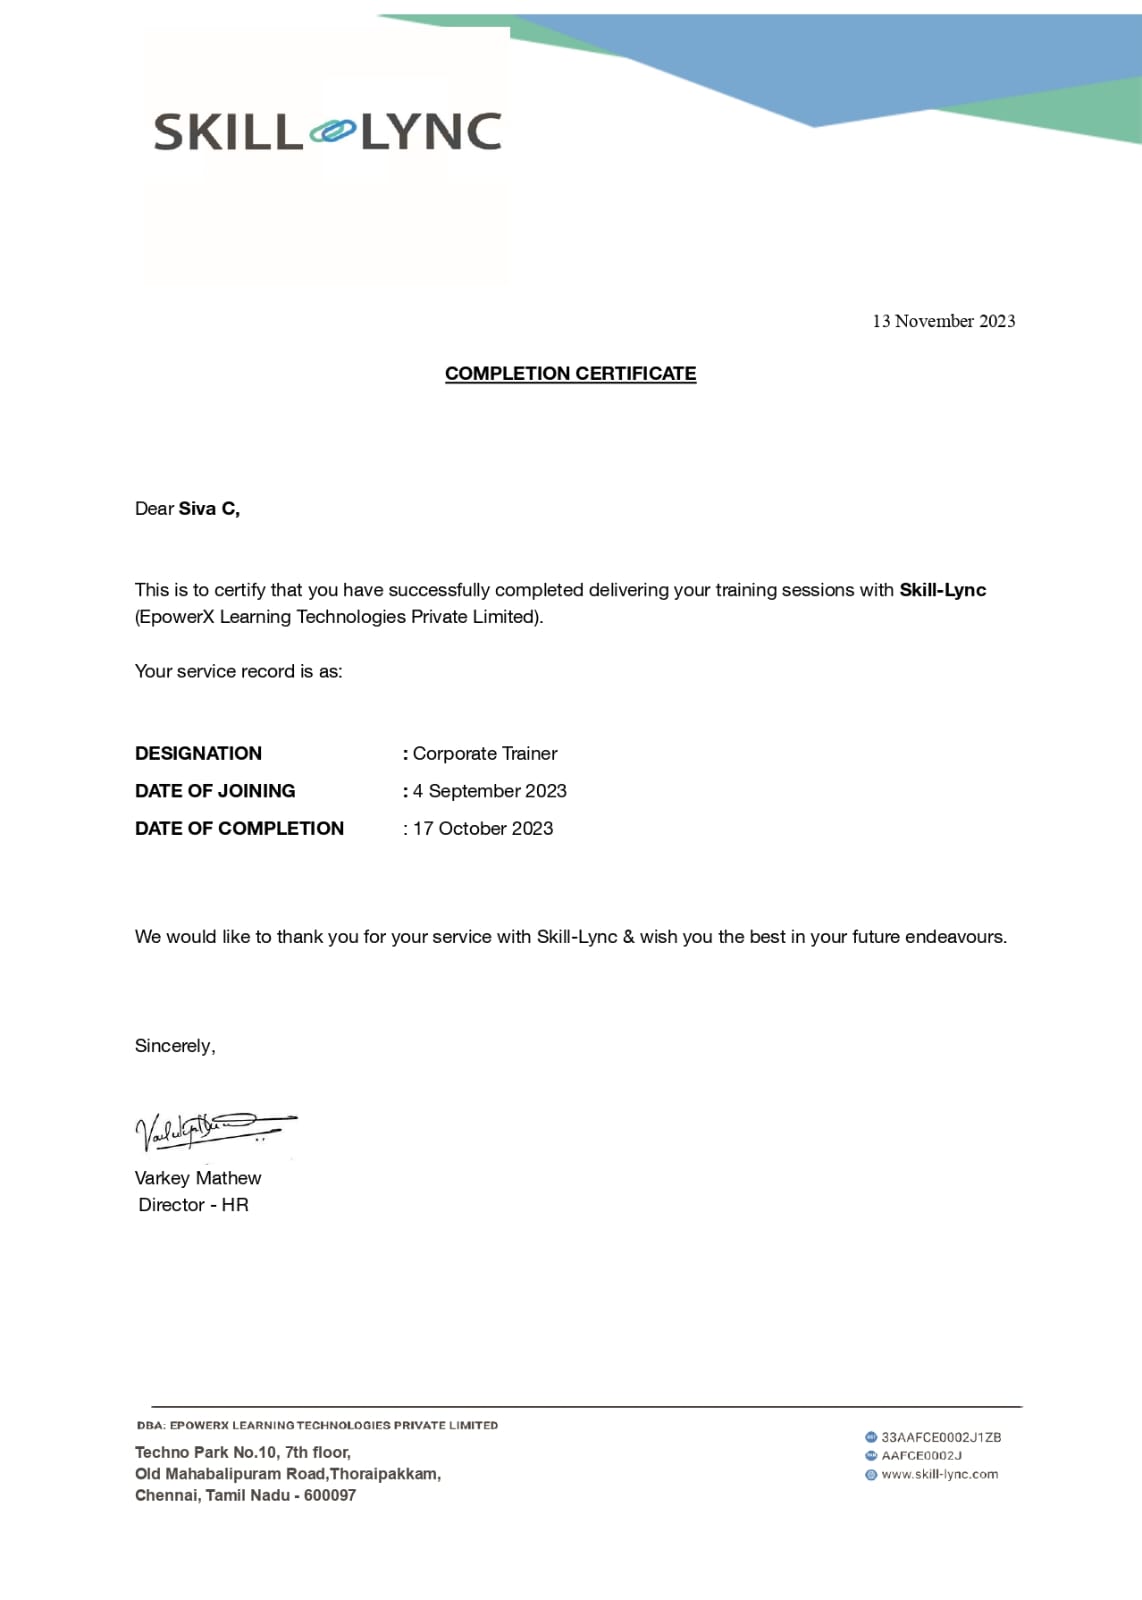 SKILL LYNC
13 November 2023
COMPLETION CERTIFICATE
Dear Siva C,
This is to certify that you have successfully completed delivering your training sessions with Skill-Lync
(EpowerX Learning Technologies Private Limited).
Your service record is as:
DESIGNATION : Corporate Trainer
DATE OF JOINING : 4 September 2023
DATE OF COMPLETION : 17 October 2023
We would like to thank you for your service with Skill-Lync & wish you the best in your future endeavours.
Sincerely,
Varkey Mathew
Director - HR
DBA: EPOWERX LEARNING TECHNOLOGIES PRIVATE LIMITED
Techno Park No.10, 7th floor,
Old Mahabalipuram Road,Thoraipakkam,
Chennai, Tamil Nadu - 600097
33AAFCE0002J1ZB
AAFCE0002J
www.skill-lync.com